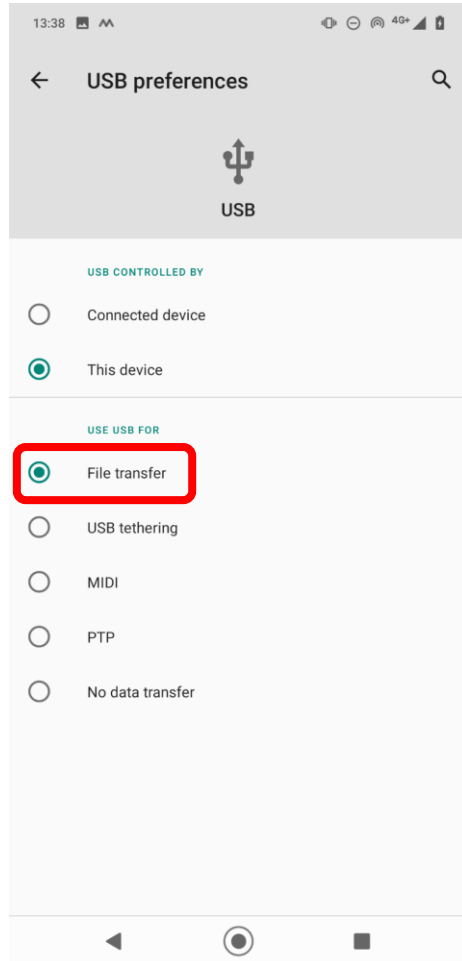 13:38 4G+
USB preferences
USB
USB CONTROLLED BY
Connected device
This device
USE USB FOR
File transfer
USB tethering
MIDI
PTP
No data transfer